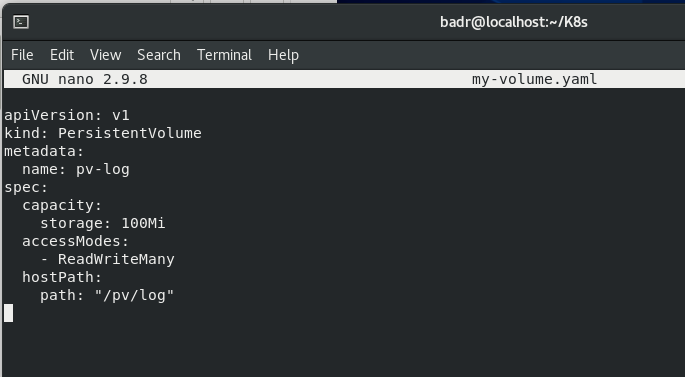 badr@localhost:~/K8s
File Edit View Search Terminal Help
GNU nano 2.9.8 my-volume.yaml
apiVersion: v1
kind: PersistentVolume
metadata:
  name: pv-log
spec:
  capacity:
    storage: 100Mi
  accessModes:
    - ReadWriteMany
  hostPath:
    path: "/pv/log"